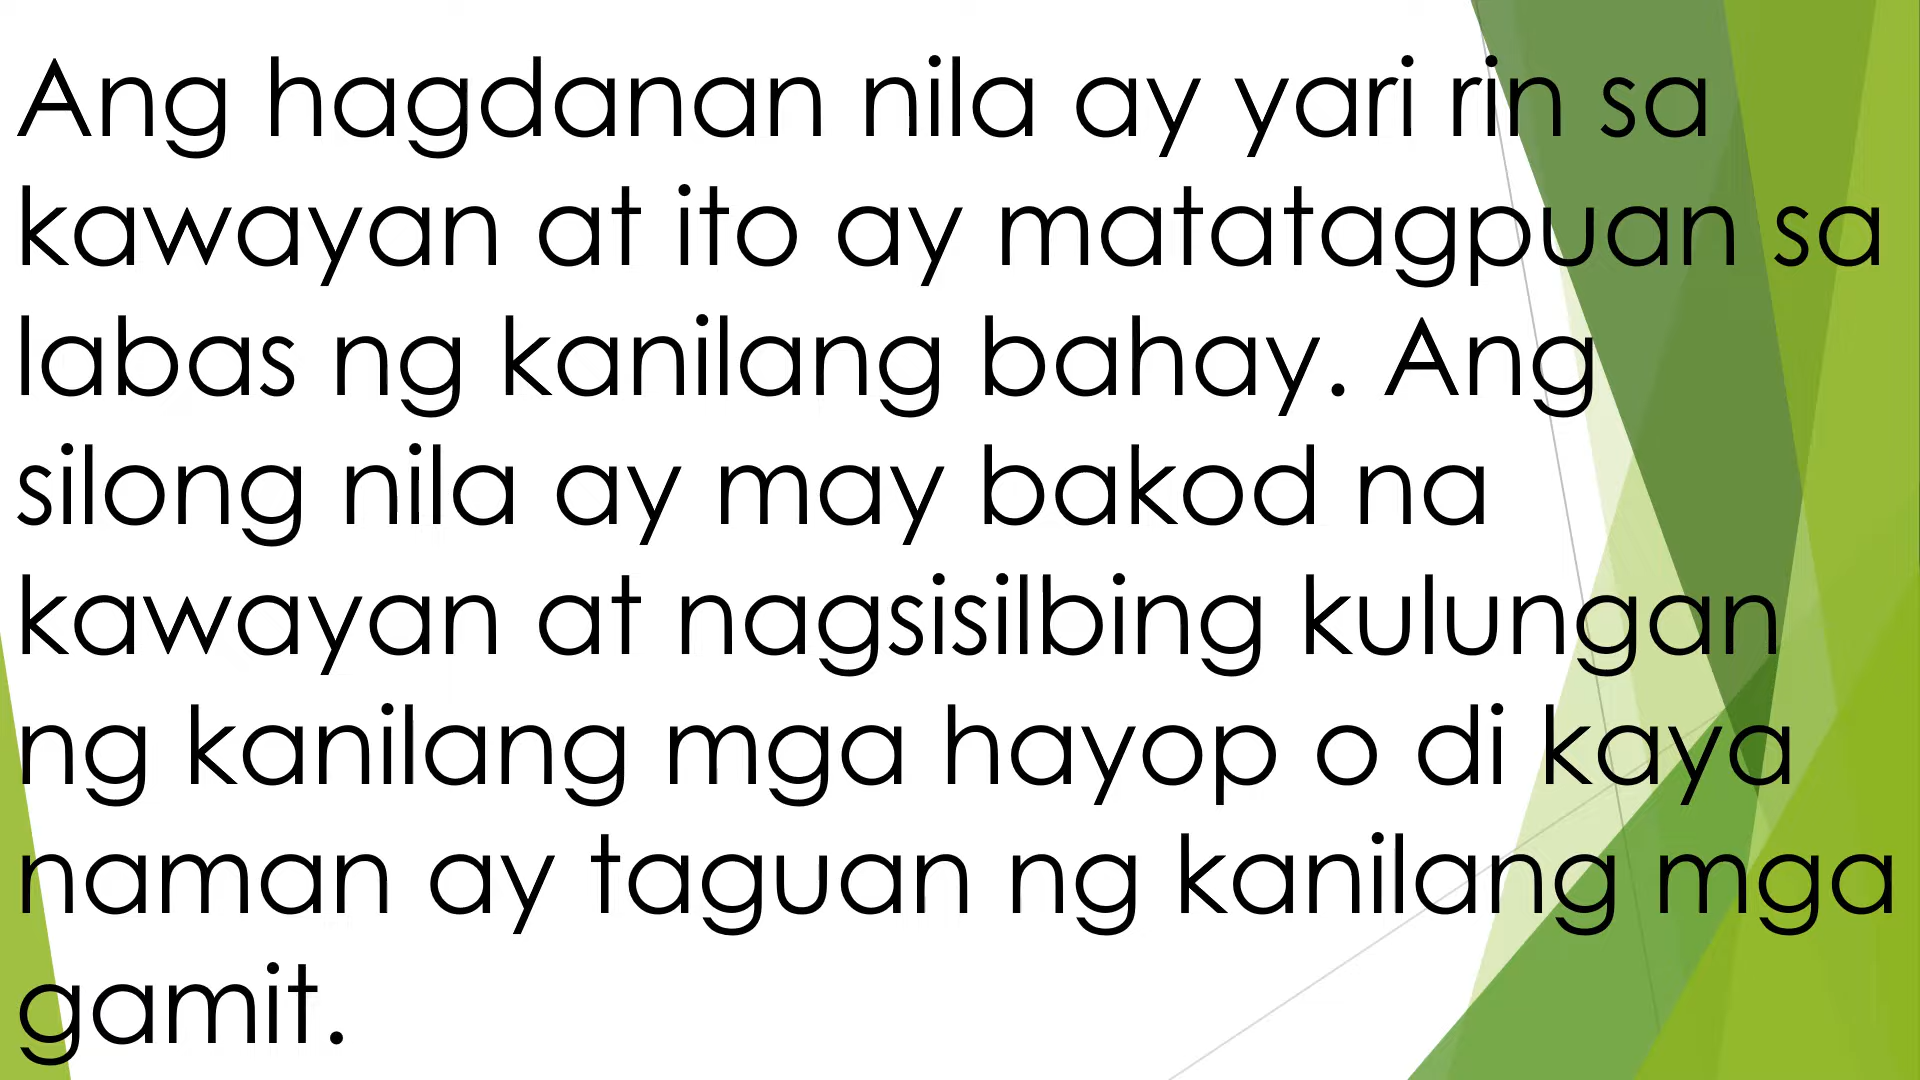 Ang hagdanan nila ay yari rin sa
kawayan at ito ay matatagpuan sa
labas ng kanilang bahay. Ang
silong nila ay may bakod na
kawayan at nagsisilbing kulungan
ng kanilang mga hayop o di kaya
naman ay taguan ng kanilang mga
gamit.